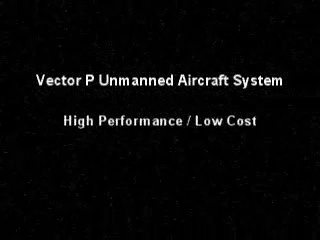 Vector P Unmanned Aircraft System
High Performance / Low Cost